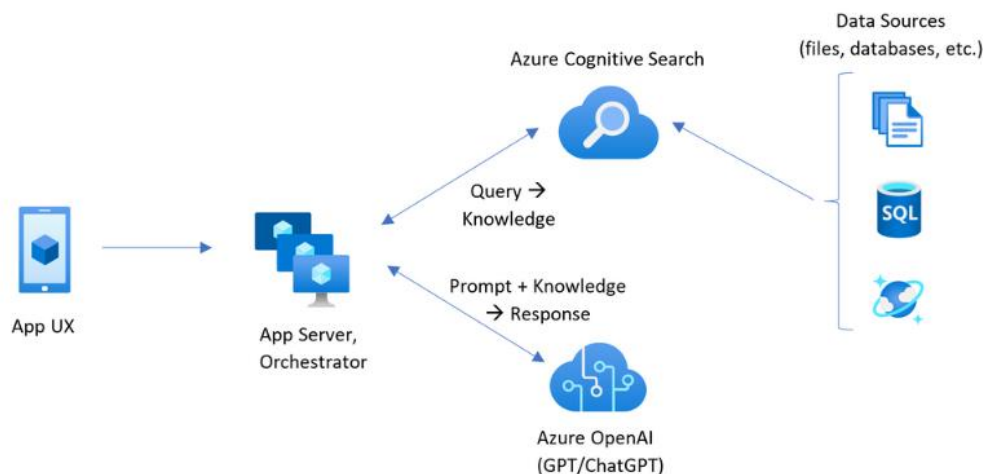 Data Sources
(files, databases, etc.)
Azure Cognitive Search
Query →
Knowledge
SQL
App UX
App Server,
Orchestrator
Prompt + Knowledge
→ Response
Azure OpenAI
(GPT/ChatGPT)